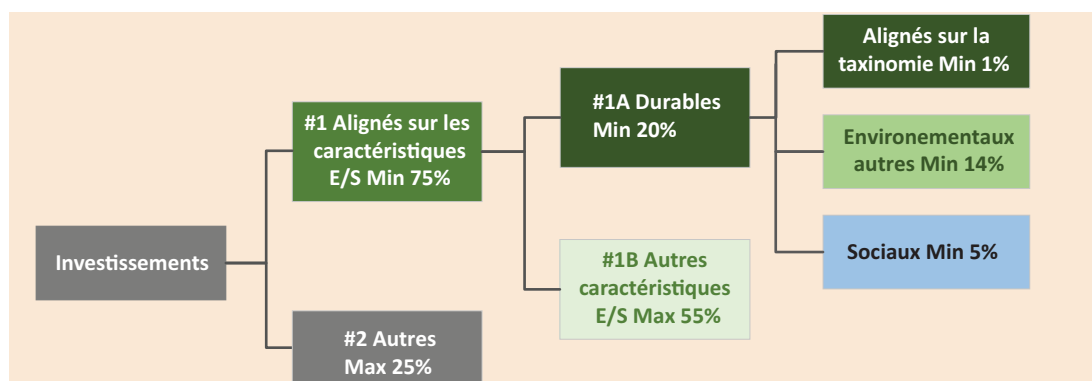 Investissements
#1 Alignés sur les
caractéristiques
E/S Min 75%
#2 Autres
Max 25%
#1A Durables
Min 20%
#1B Autres
caractéristiques
E/S Max 55%
Alignés sur la
taxinomie Min 1%
Environementaux
autres Min 14%
Sociaux Min 5%